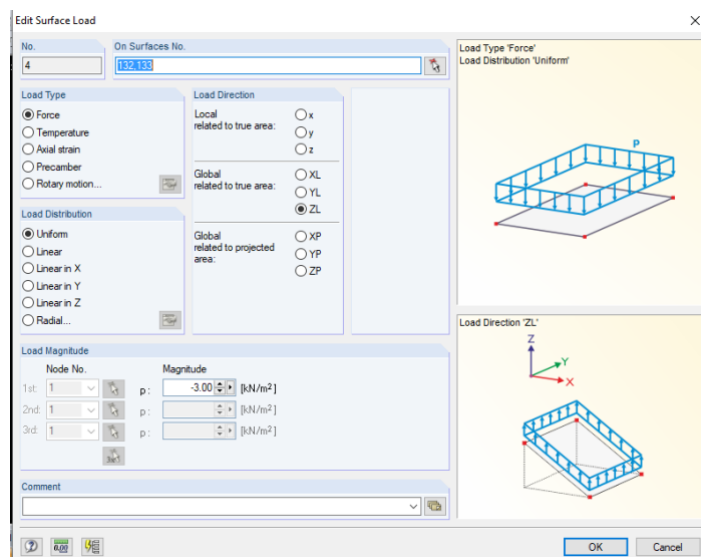 Edit Surface Load
No.
On Surfaces No.
4
132,133
Load Type 'Force'
Load Distribution 'Uniform'
Load Type
Force
Temperature
Axial strain
Precamber
Rotary motion...
Load Direction
Local
related to true area:
x
y
z
Global
related to true area:
XL
YL
ZL
Global
related to projected
area:
XP
YP
ZP
Load Distribution
Uniform
Linear
Linear in X
Linear in Y
Linear in Z
Radial...
p
Load Magnitude
Node No.
Magnitude
1st: 1 p: -3.00 [kN/m²]
2nd: 1 p: [kN/m²]
3rd: 1 p: [kN/m²]
Load Direction 'ZL'
Z
Y
X
Comment
0,00
OK
Cancel